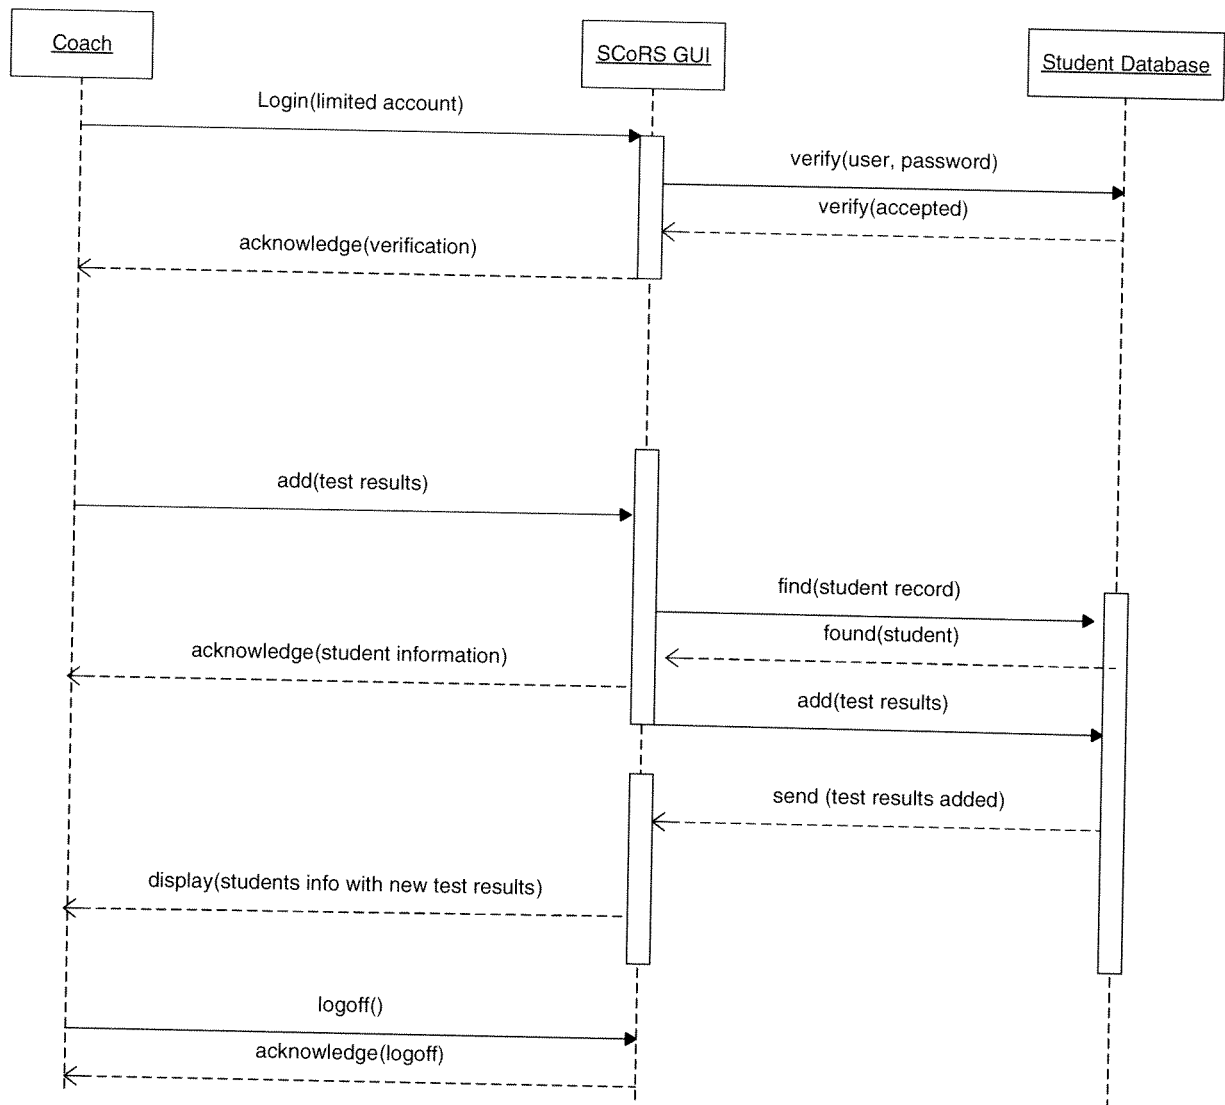 Coach
SCoRS GUI
Student Database
Login(limited account)
verify(user, password)
verify(accepted)
acknowledge(verification)
add(test results)
find(student record)
found(student)
acknowledge(student information)
add(test results)
send (test results added)
display(students info with new test results)
logoff()
acknowledge(logoff)